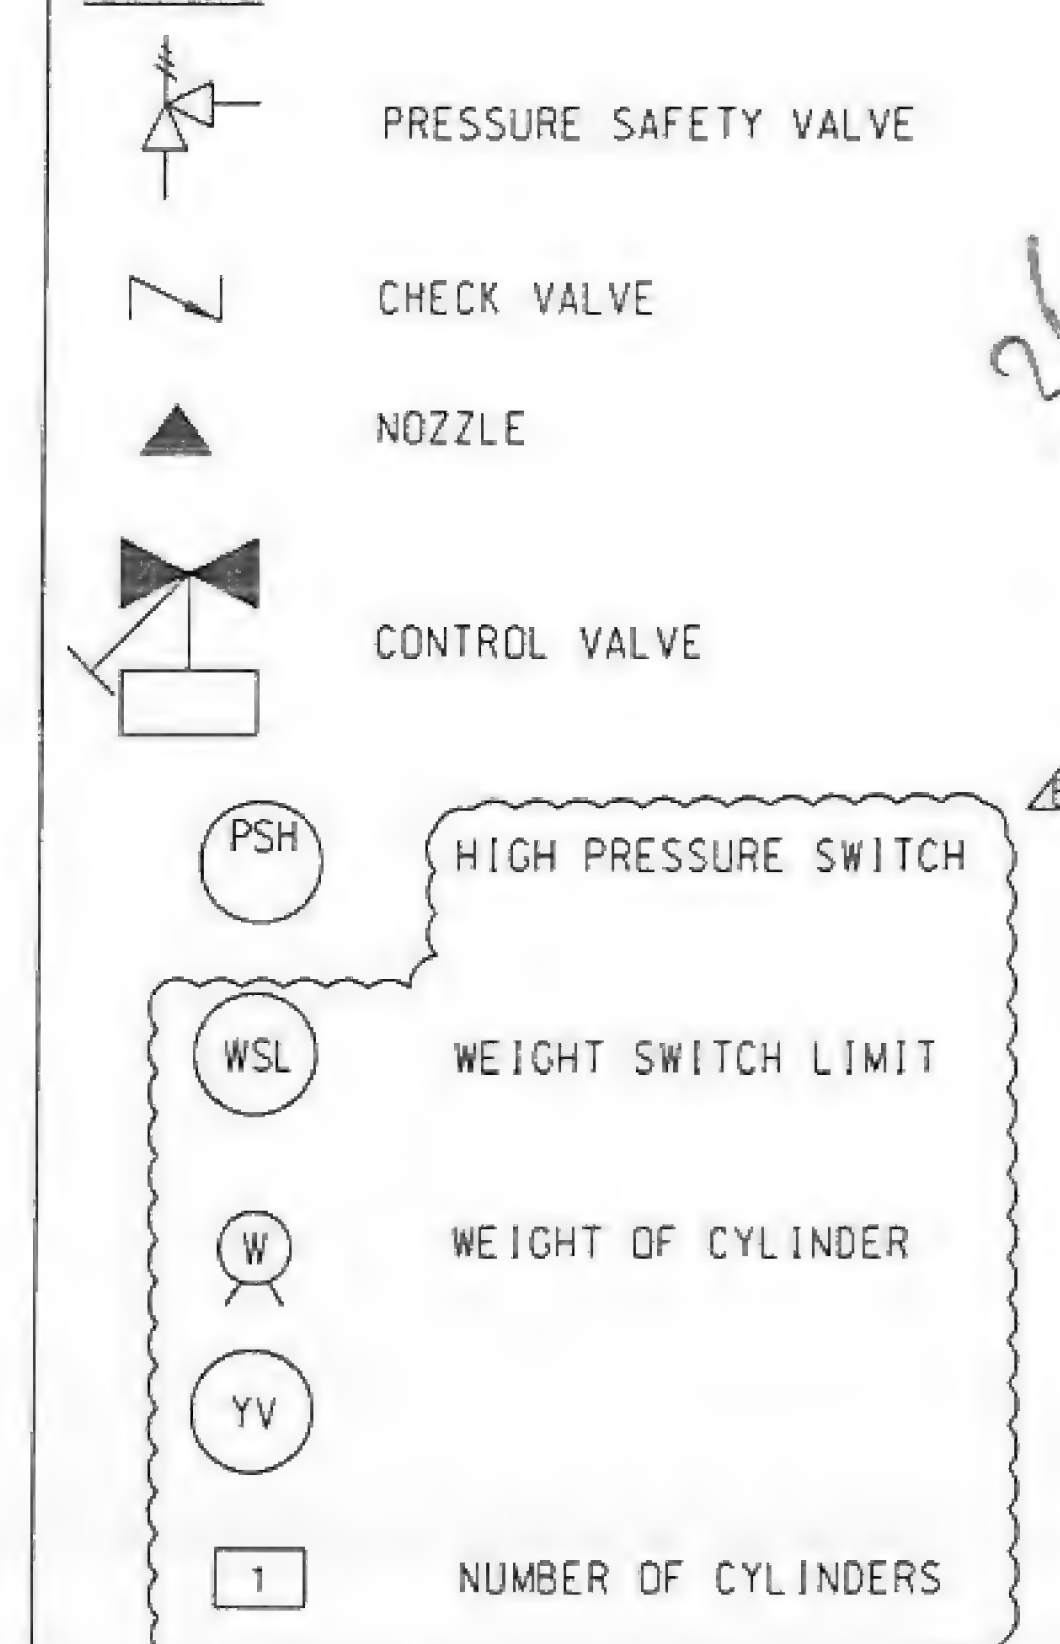 PRESSURE SAFETY VALVE
CHECK VALVE
NOZZLE
CONTROL VALVE
PSH HIGH PRESSURE SWITCH
WSL WEIGHT SWITCH LIMIT
W WEIGHT OF CYLINDER
YV
1 NUMBER OF CYLINDERS